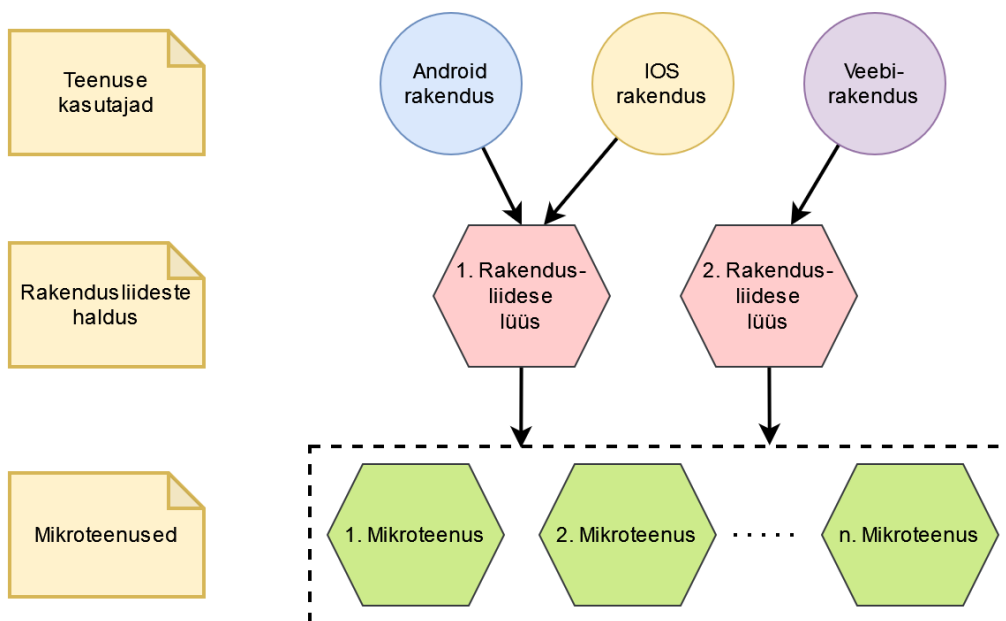 Teenuse
kasutajad
Android
rakendus
IOS
rakendus
Veebi-
rakendus
Rakendusliideste
haldus
1. Rakendus-
liidese
lüüs
2. Rakendus-
liidese
lüüs
Mikroteenused
1. Mikroteenus
2. Mikroteenus
. . . . .
n. Mikroteenus